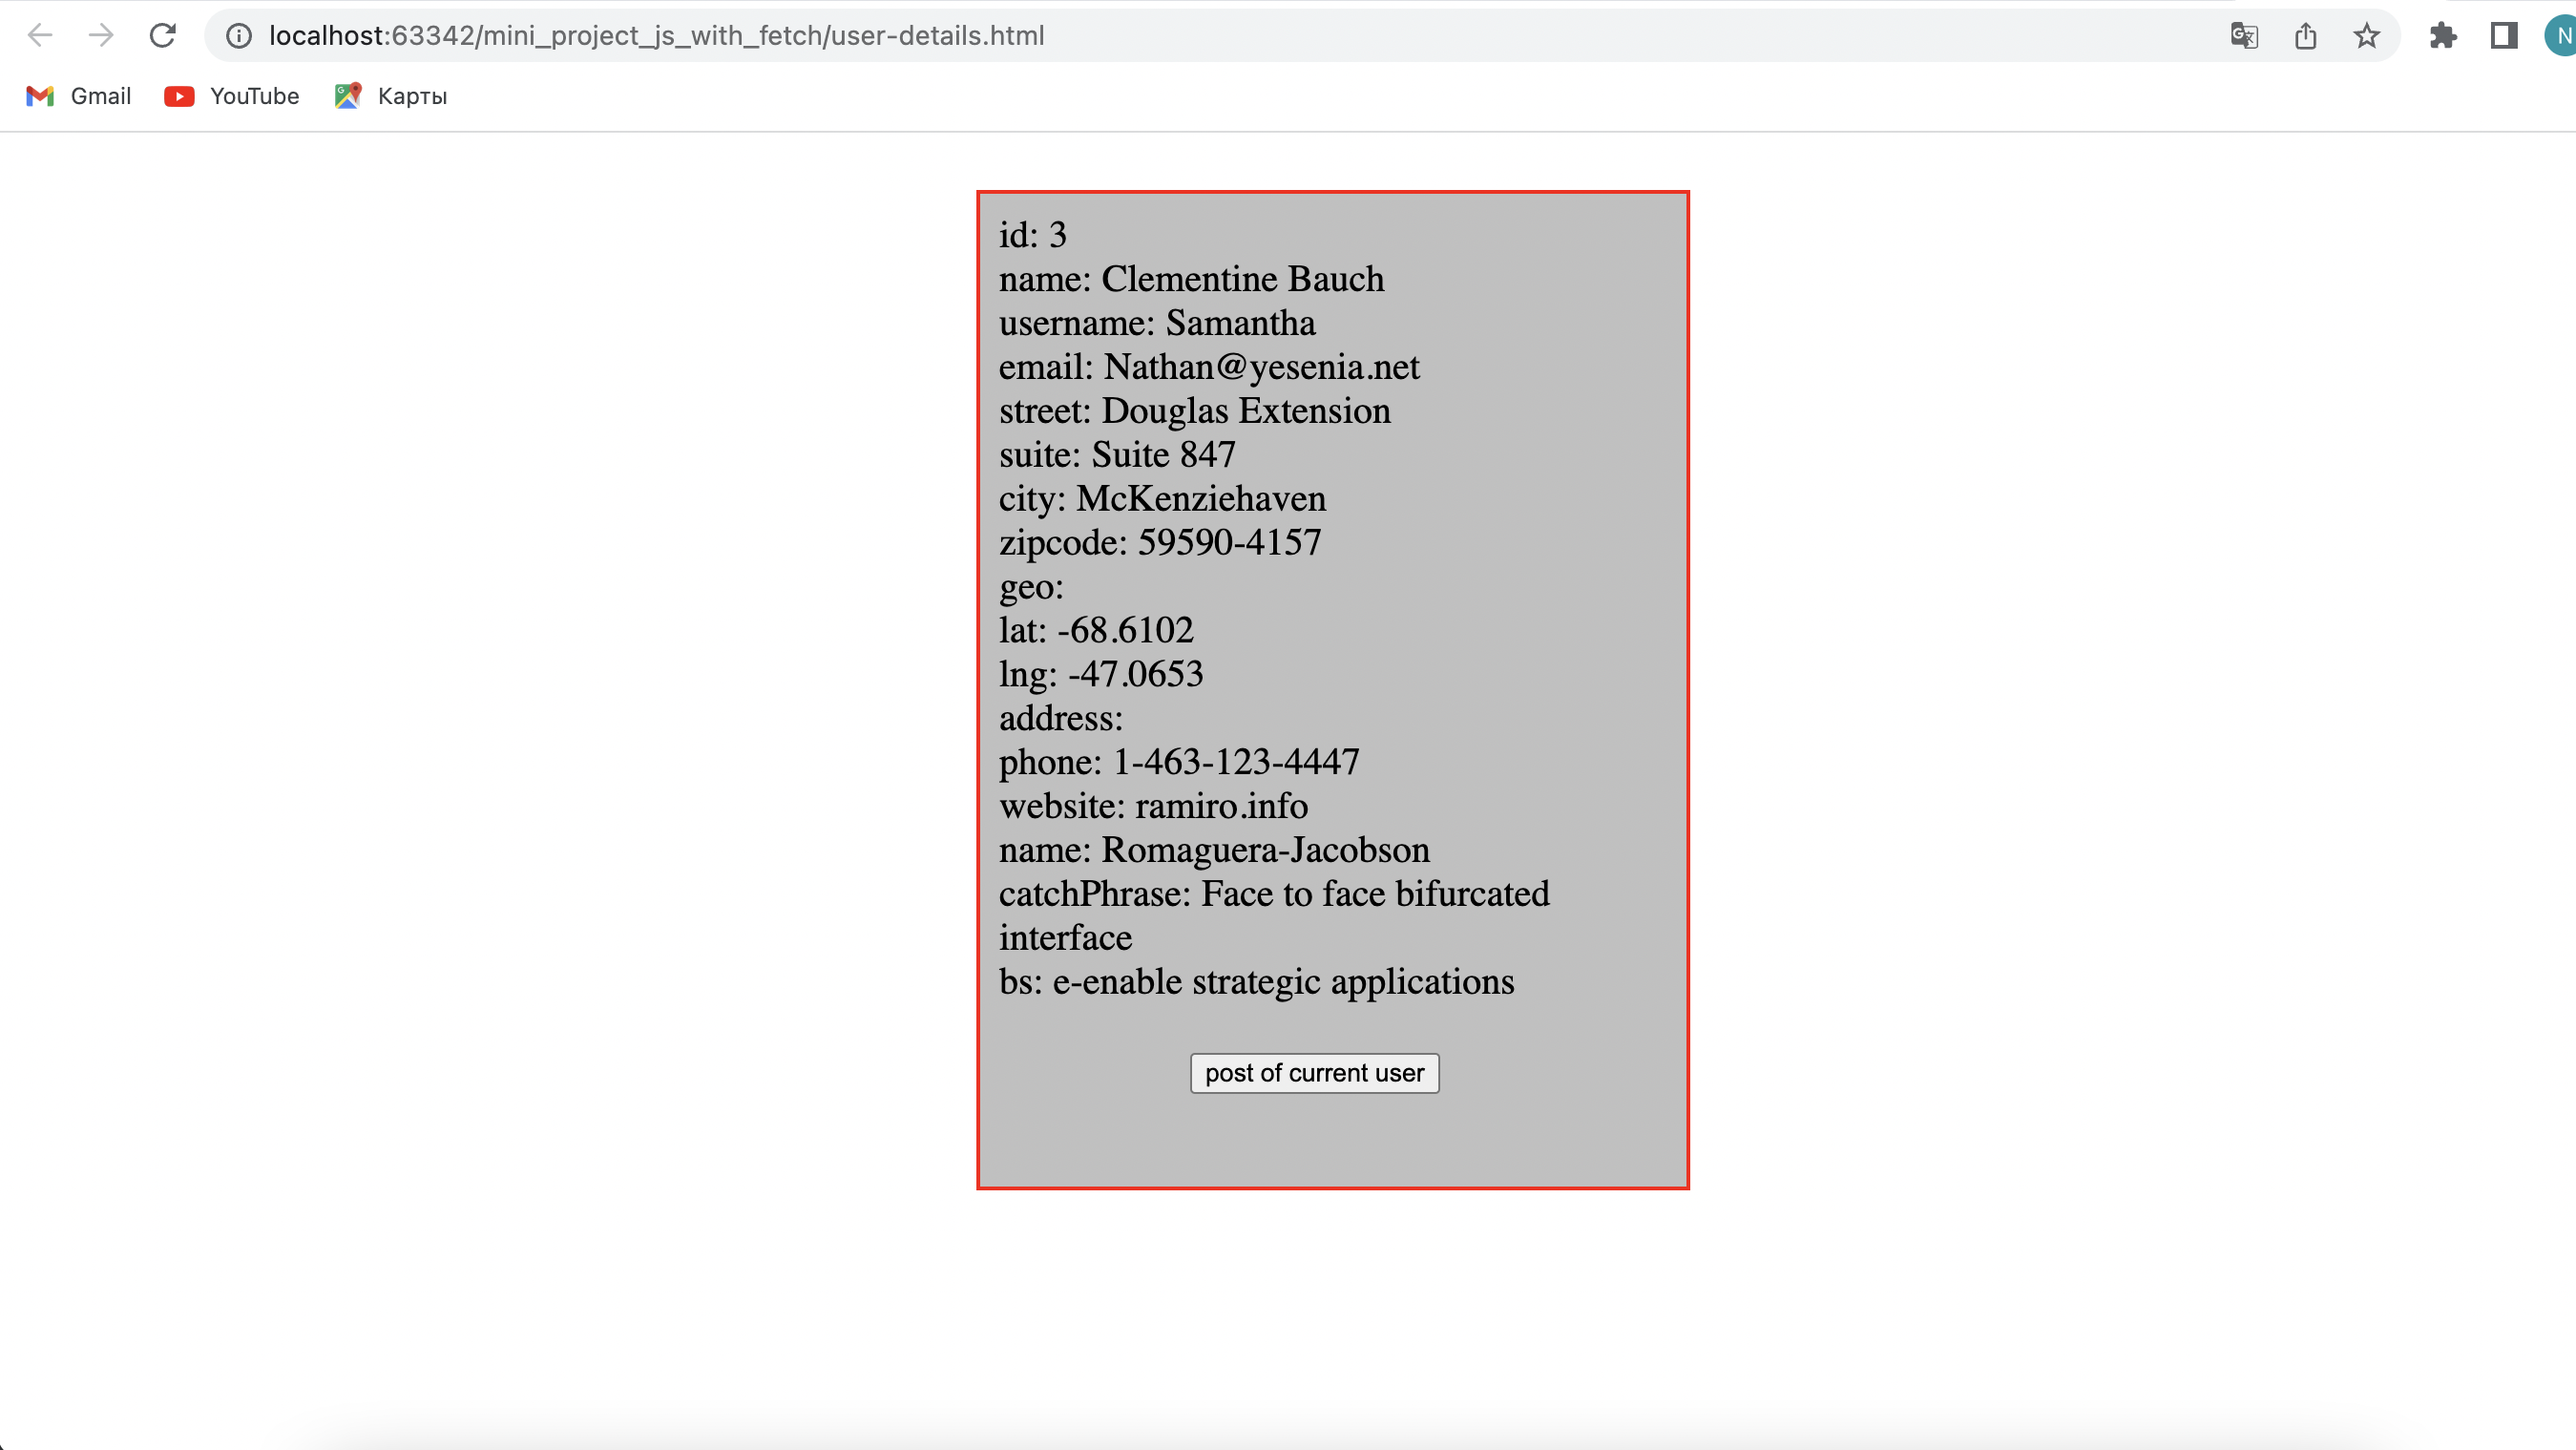 localhost:63342/mini_project_js_with_fetch/user-details.html
N
Gmail
YouTube
Карты
id: 3
name: Clementine Bauch
username: Samantha
email: Nathan@yesenia.net
street: Douglas Extension
suite: Suite 847
city: McKenziehaven
zipcode: 59590-4157
geo:
lat: -68.6102
lng: -47.0653
address:
phone: 1-463-123-4447
website: ramiro.info
name: Romaguera-Jacobson
catchPhrase: Face to face bifurcated
interface
bs: e-enable strategic applications
post of current user